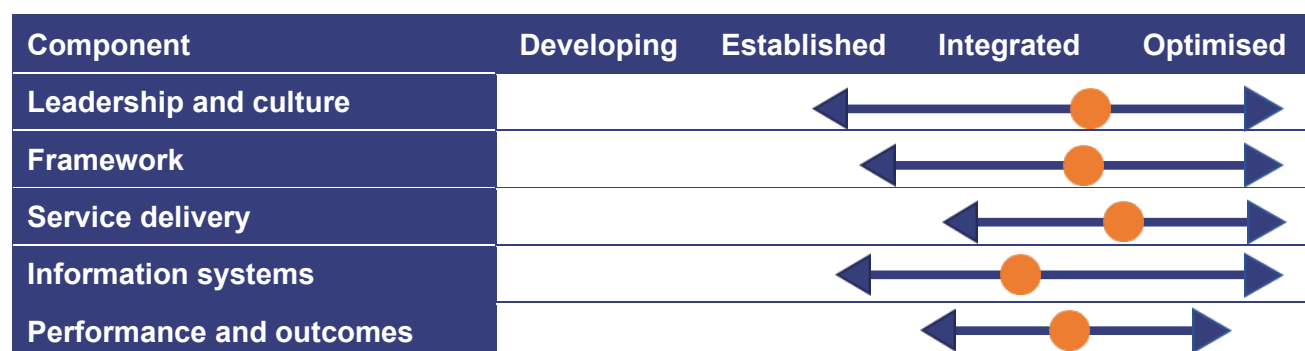 Component Developing Established Integrated Optimised
Leadership and culture
Framework
Service delivery
Information systems
Performance and outcomes